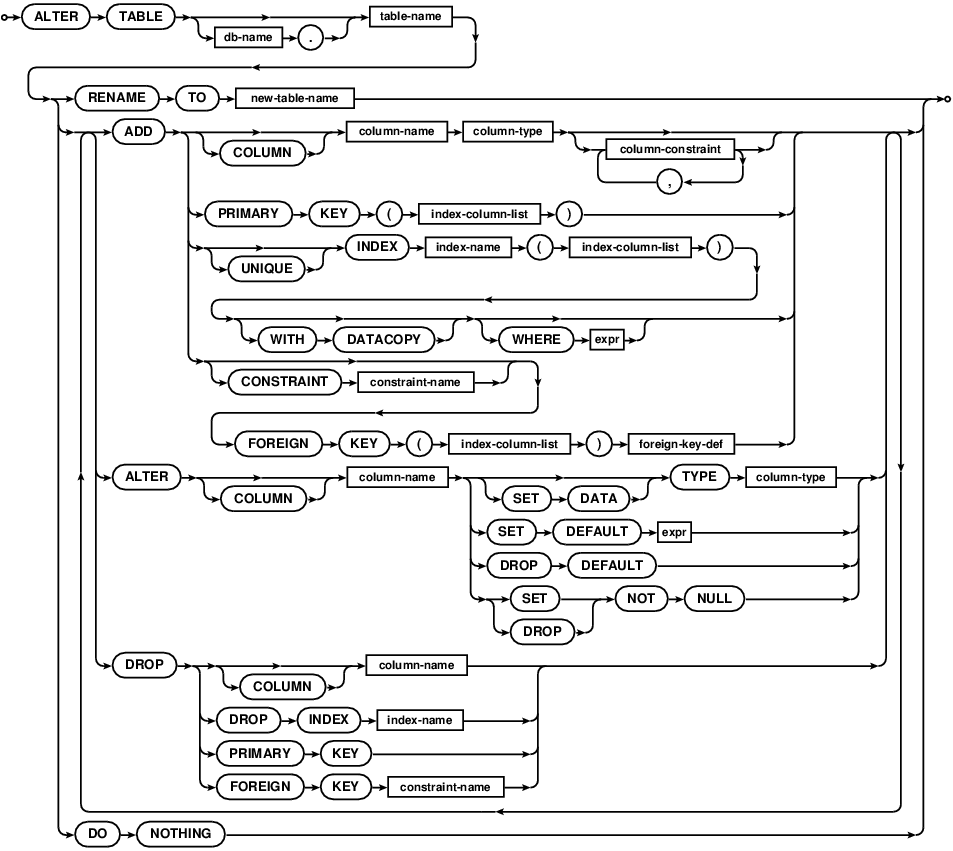 ALTER TABLE table-name
db-name .
RENAME TO new-table-name
ADD column-name column-type
COLUMN column-constraint
,
PRIMARY KEY ( index-column-list )
INDEX index-name ( index-column-list )
UNIQUE
WITH DATACOPY WHERE expr
CONSTRAINT constraint-name
FOREIGN KEY ( index-column-list ) foreign-key-def
ALTER column-name TYPE column-type
COLUMN SET DATA
SET DEFAULT expr
DROP DEFAULT
SET NOT NULL
DROP
DROP column-name
COLUMN
DROP INDEX index-name
PRIMARY KEY
FOREIGN KEY constraint-name
DO NOTHING